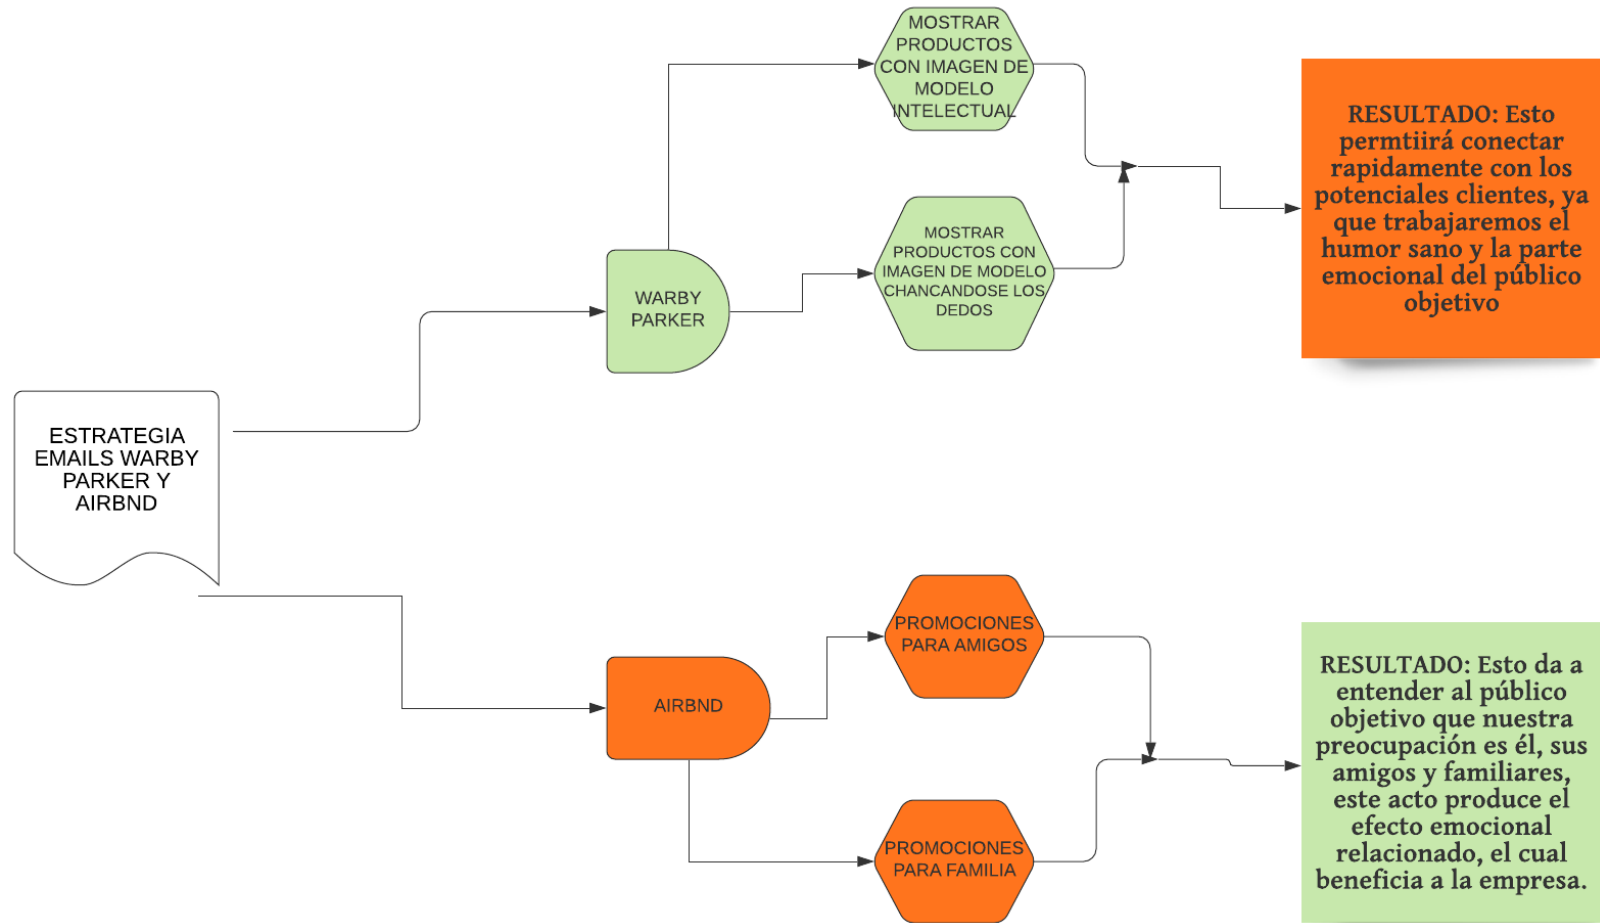 ESTRATEGIA
EMAILS WARBY
PARKER Y
AIRBND
WARBY
PARKER
MOSTRAR
PRODUCTOS
CON IMAGEN DE
MODELO
INTELECTUAL
MOSTRAR
PRODUCTOS CON
IMAGEN DE MODELO
CHANCANDOSE LOS
DEDOS
RESULTADO: Esto
permtiirá conectar
rapidamente con los
potenciales clientes, ya
que trabajaremos el
humor sano y la parte
emocional del público
objetivo
AIRBND
PROMOCIONES
PARA AMIGOS
PROMOCIONES
PARA FAMILIA
RESULTADO: Esto da a
entender al público
objetivo que nuestra
preocupación es él, sus
amigos y familiares,
este acto produce el
efecto emocional
relacionado, el cual
beneficia a la empresa.